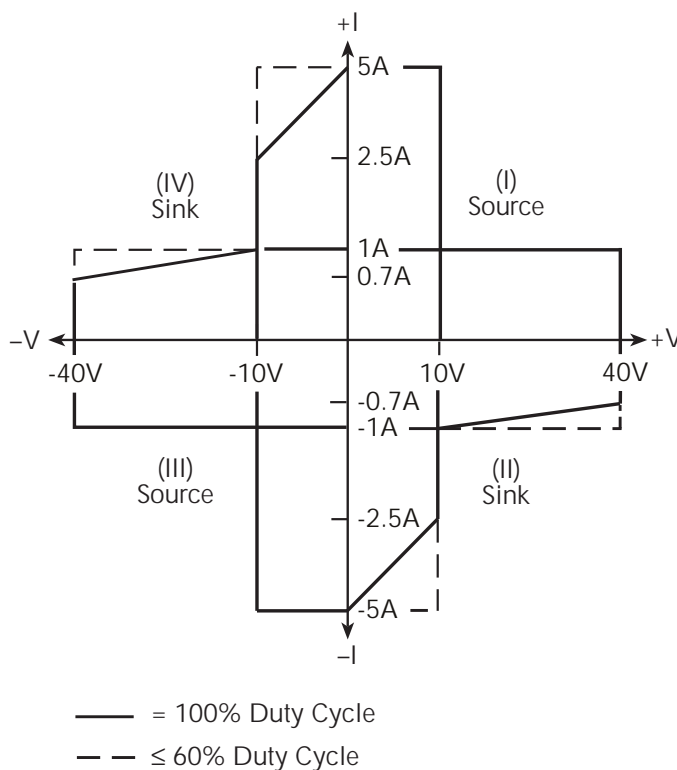 +I
5A
2.5A
(IV)
Sink
(I)
Source
1A
0.7A
–V
+V
-40V
-10V
10V
40V
-0.7A
-1A
(III)
Source
(II)
Sink
-2.5A
-5A
–I
= 100% Duty Cycle
≤ 60% Duty Cycle